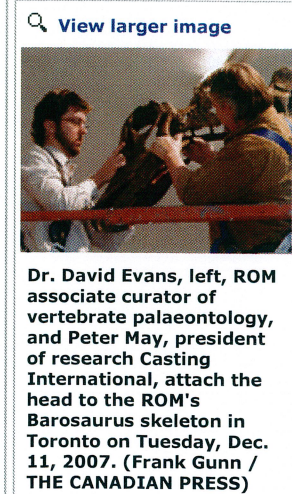 View larger image
Dr. David Evans, left, ROM
associate curator of
vertebrate palaeontology,
and Peter May, president
of research Casting
International, attach the
head to the ROM's
Barosaurus skeleton in
Toronto on Tuesday, Dec.
11, 2007. (Frank Gunn /
THE CANADIAN PRESS)